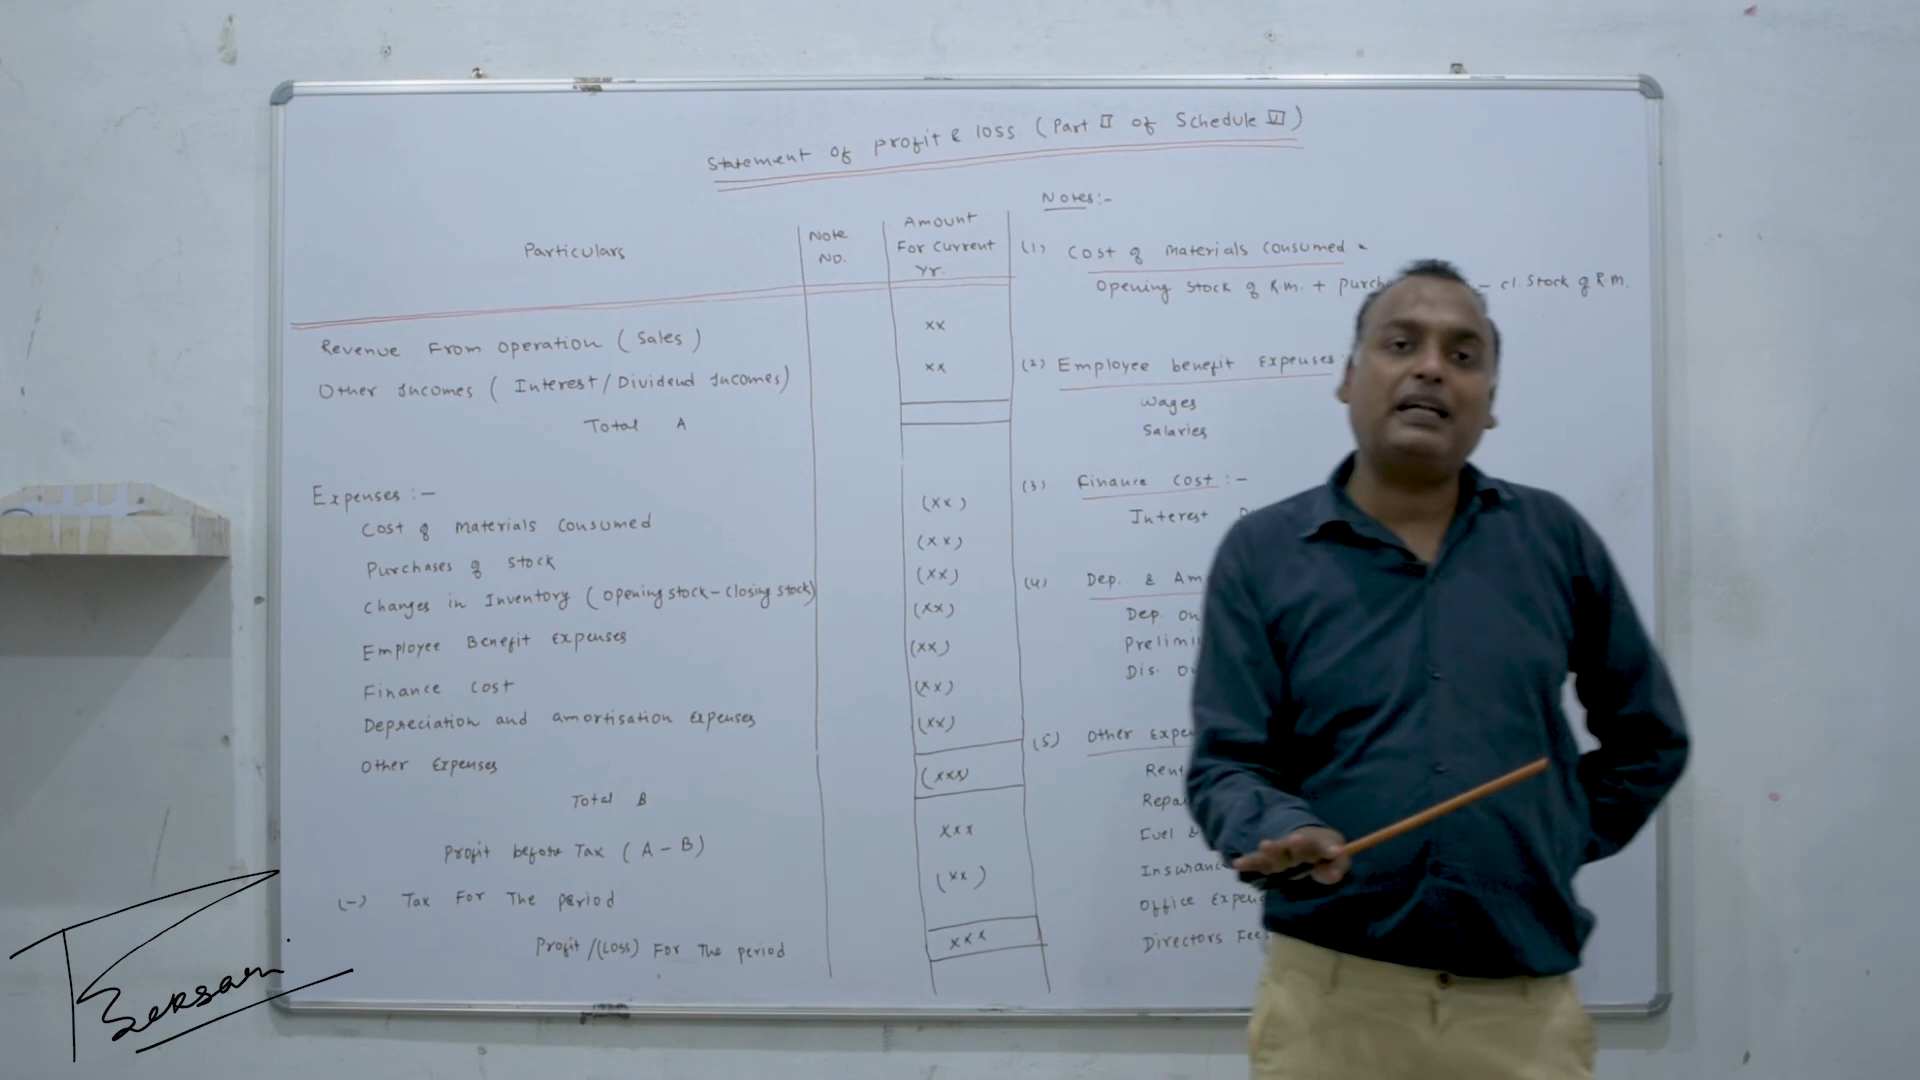 Statement of profit & loss (Part II of Schedule VI)
Particulars
Note No.
Amount For Current Yr.
Revenue From Operation (Sales) xx
Other Incomes (Interest/Dividend Incomes) xx
Total A
Expenses :-
Cost of Materials Consumed (xx)
Purchases of Stock (xx)
Changes in Inventory (Opening stock - Closing stock) (xx)
Employee Benefit Expenses (xx)
Finance Cost (xx)
Depreciation and amortisation Expenses (xx)
Other Expenses (xx)
Total B (xxx)
Profit before Tax (A - B) xxx
(-) Tax For The period (xx)
Profit/(Loss) For The period xxx
Notes:-
(1) Cost of Materials Consumed -
Opening Stock of R.M. + purch - Cl. Stock of R.M.
(2) Employee benefit Expenses:
Wages
Salaries
(3) Finance Cost :-
Interest
(4) Dep. & Am
Dep. on
Prelimi
Dis. on
(5) Other Expen
Rent
Repai
Fuel &
Insuranc
Office Expens
Directors Fees